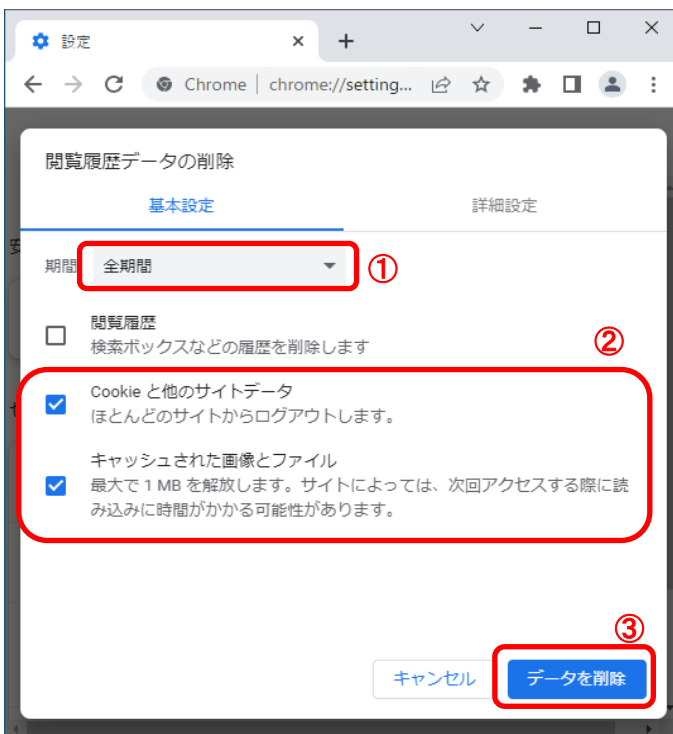 設定
Chrome | chrome://setting...
閲覧履歴データの削除
基本設定 詳細設定
期間 全期間 ①
閲覧履歴
検索ボックスなどの履歴を削除します
②
Cookie と他のサイトデータ
ほとんどのサイトからログアウトします。
キャッシュされた画像とファイル
最大で 1 MB を解放します。サイトによっては、次回アクセスする際に読
み込みに時間がかかる可能性があります。
③
キャンセル データを削除